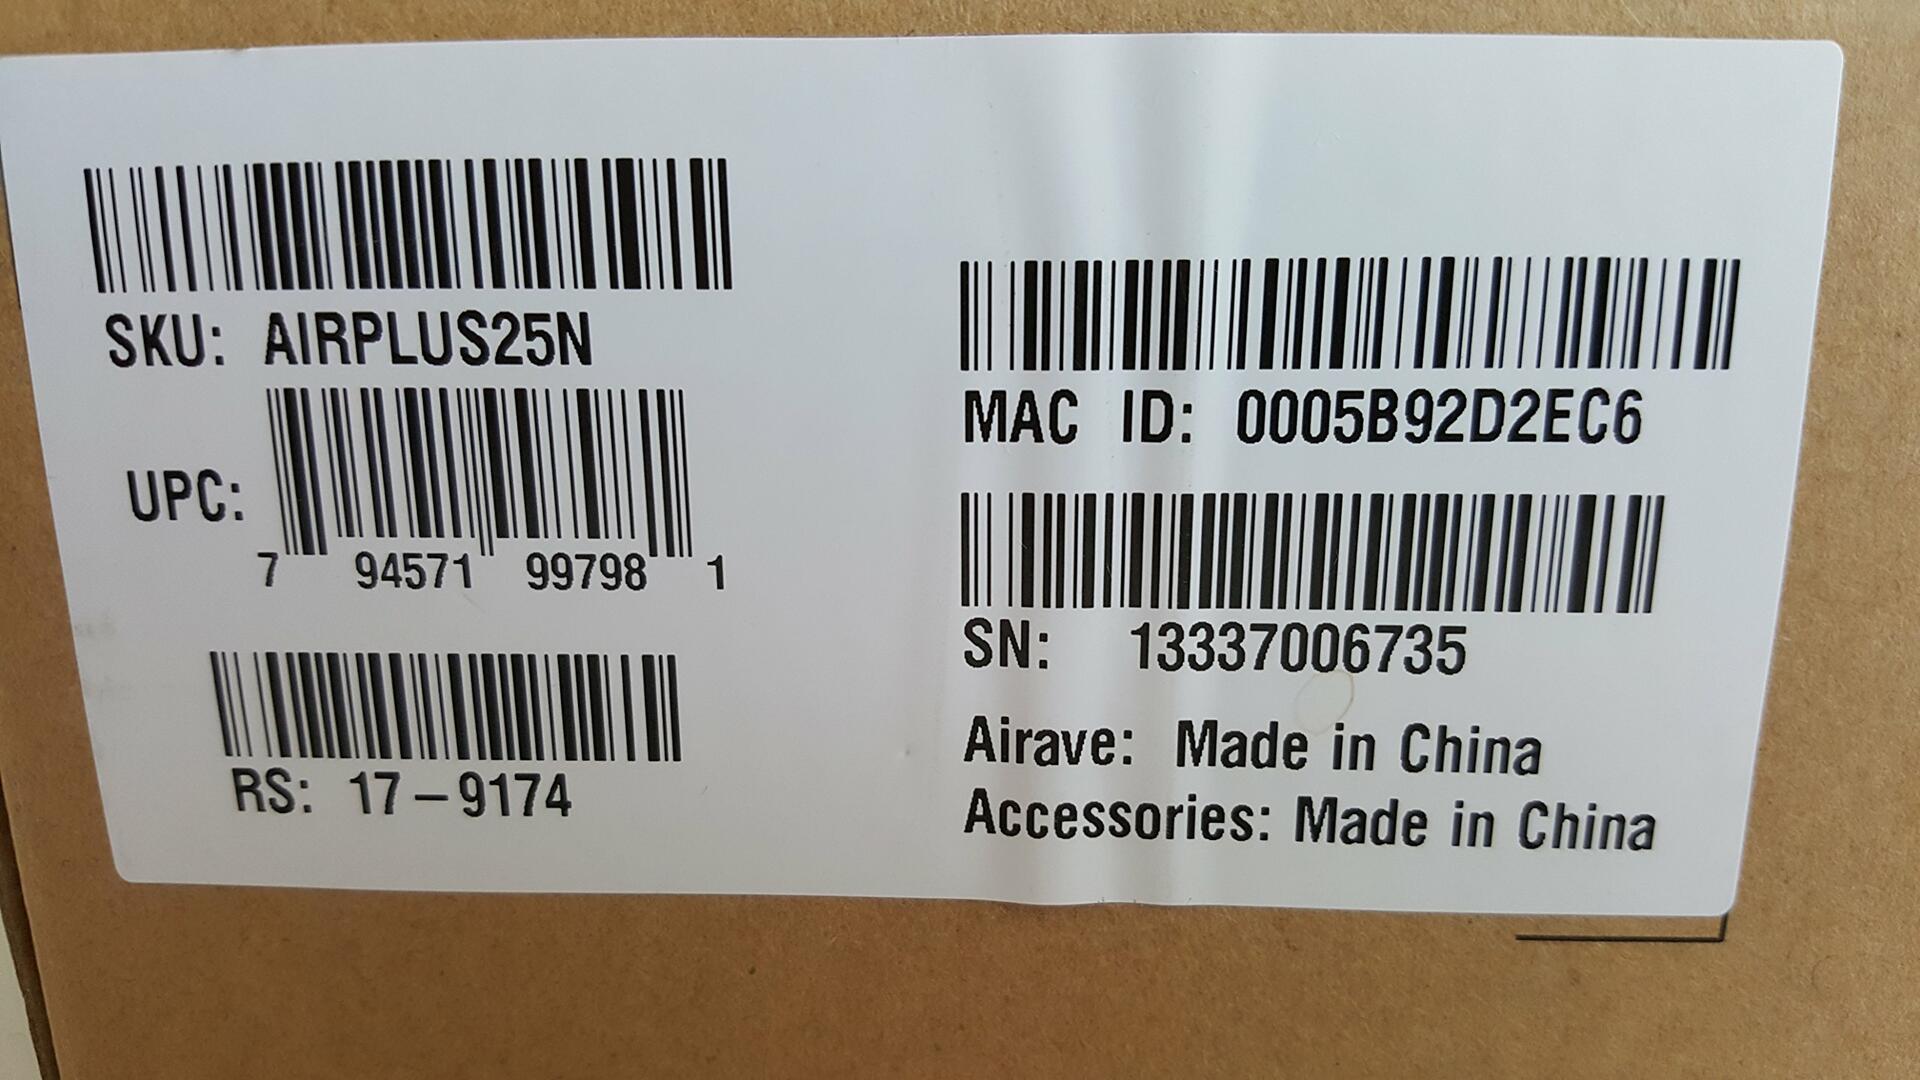 SKU: AIRPLUS25N
UPC:
7 94571 99798 1
RS: 17-9174
MAC ID: 0005B92D2EC6
SN: 13337006735
Airave: Made in China
Accessories: Made in China